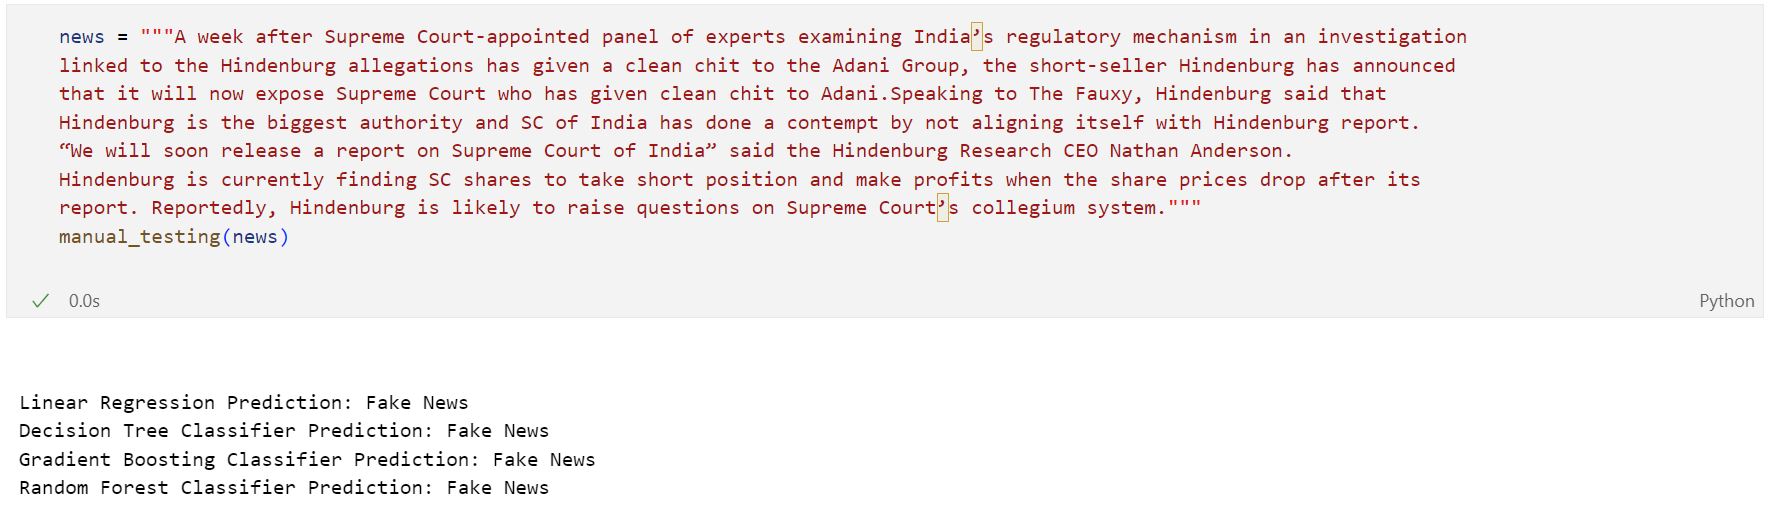 news = """A week after Supreme Court-appointed panel of experts examining India’s regulatory mechanism in an investigation
linked to the Hindenburg allegations has given a clean chit to the Adani Group, the short-seller Hindenburg has announced
that it will now expose Supreme Court who has given clean chit to Adani.Speaking to The Fauxy, Hindenburg said that
Hindenburg is the biggest authority and SC of India has done a contempt by not aligning itself with Hindenburg report.
“We will soon release a report on Supreme Court of India” said the Hindenburg Research CEO Nathan Anderson.
Hindenburg is currently finding SC shares to take short position and make profits when the share prices drop after its
report. Reportedly, Hindenburg is likely to raise questions on Supreme Court’s collegium system."""
manual_testing(news)
0.0s
Python
Linear Regression Prediction: Fake News
Decision Tree Classifier Prediction: Fake News
Gradient Boosting Classifier Prediction: Fake News
Random Forest Classifier Prediction: Fake News